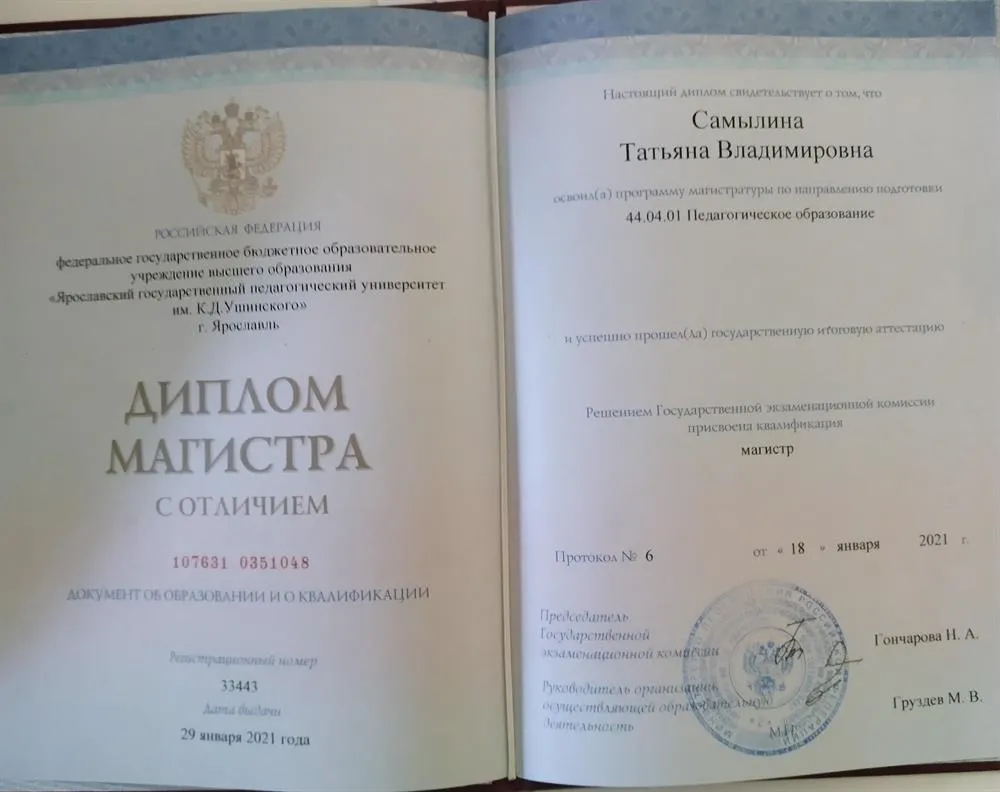 РОССИЙСКАЯ ФЕДЕРАЦИЯ
федеральное государственное бюджетное образовательное
учреждение высшего образования
«Ярославский государственный педагогический университет
им. К.Д.Ушинского»
г. Ярославль
ДИПЛОМ
МАГИСТРА
С ОТЛИЧИЕМ
107631 0351048
ДОКУМЕНТ ОБ ОБРАЗОВАНИИ И О КВАЛИФИКАЦИИ
Регистрационный номер
33443
Дата выдачи
29 января 2021 года
Настоящий диплом свидетельствует о том, что
Самылина
Татьяна Владимировна
освоил(а) программу магистратуры по направлению подготовки
44.04.01 Педагогическое образование
и успешно прошел(ла) государственную итоговую аттестацию
Решением Государственной экзаменационной комиссии
присвоена квалификация
магистр
Протокол № 6 от « 18 » января 2021 г.
Председатель
Государственной
экзаменационной комиссии
Гончарова Н. А.
Руководитель организации,
осуществляющей образовательную
деятельность
Груздев М. В.
М.П.